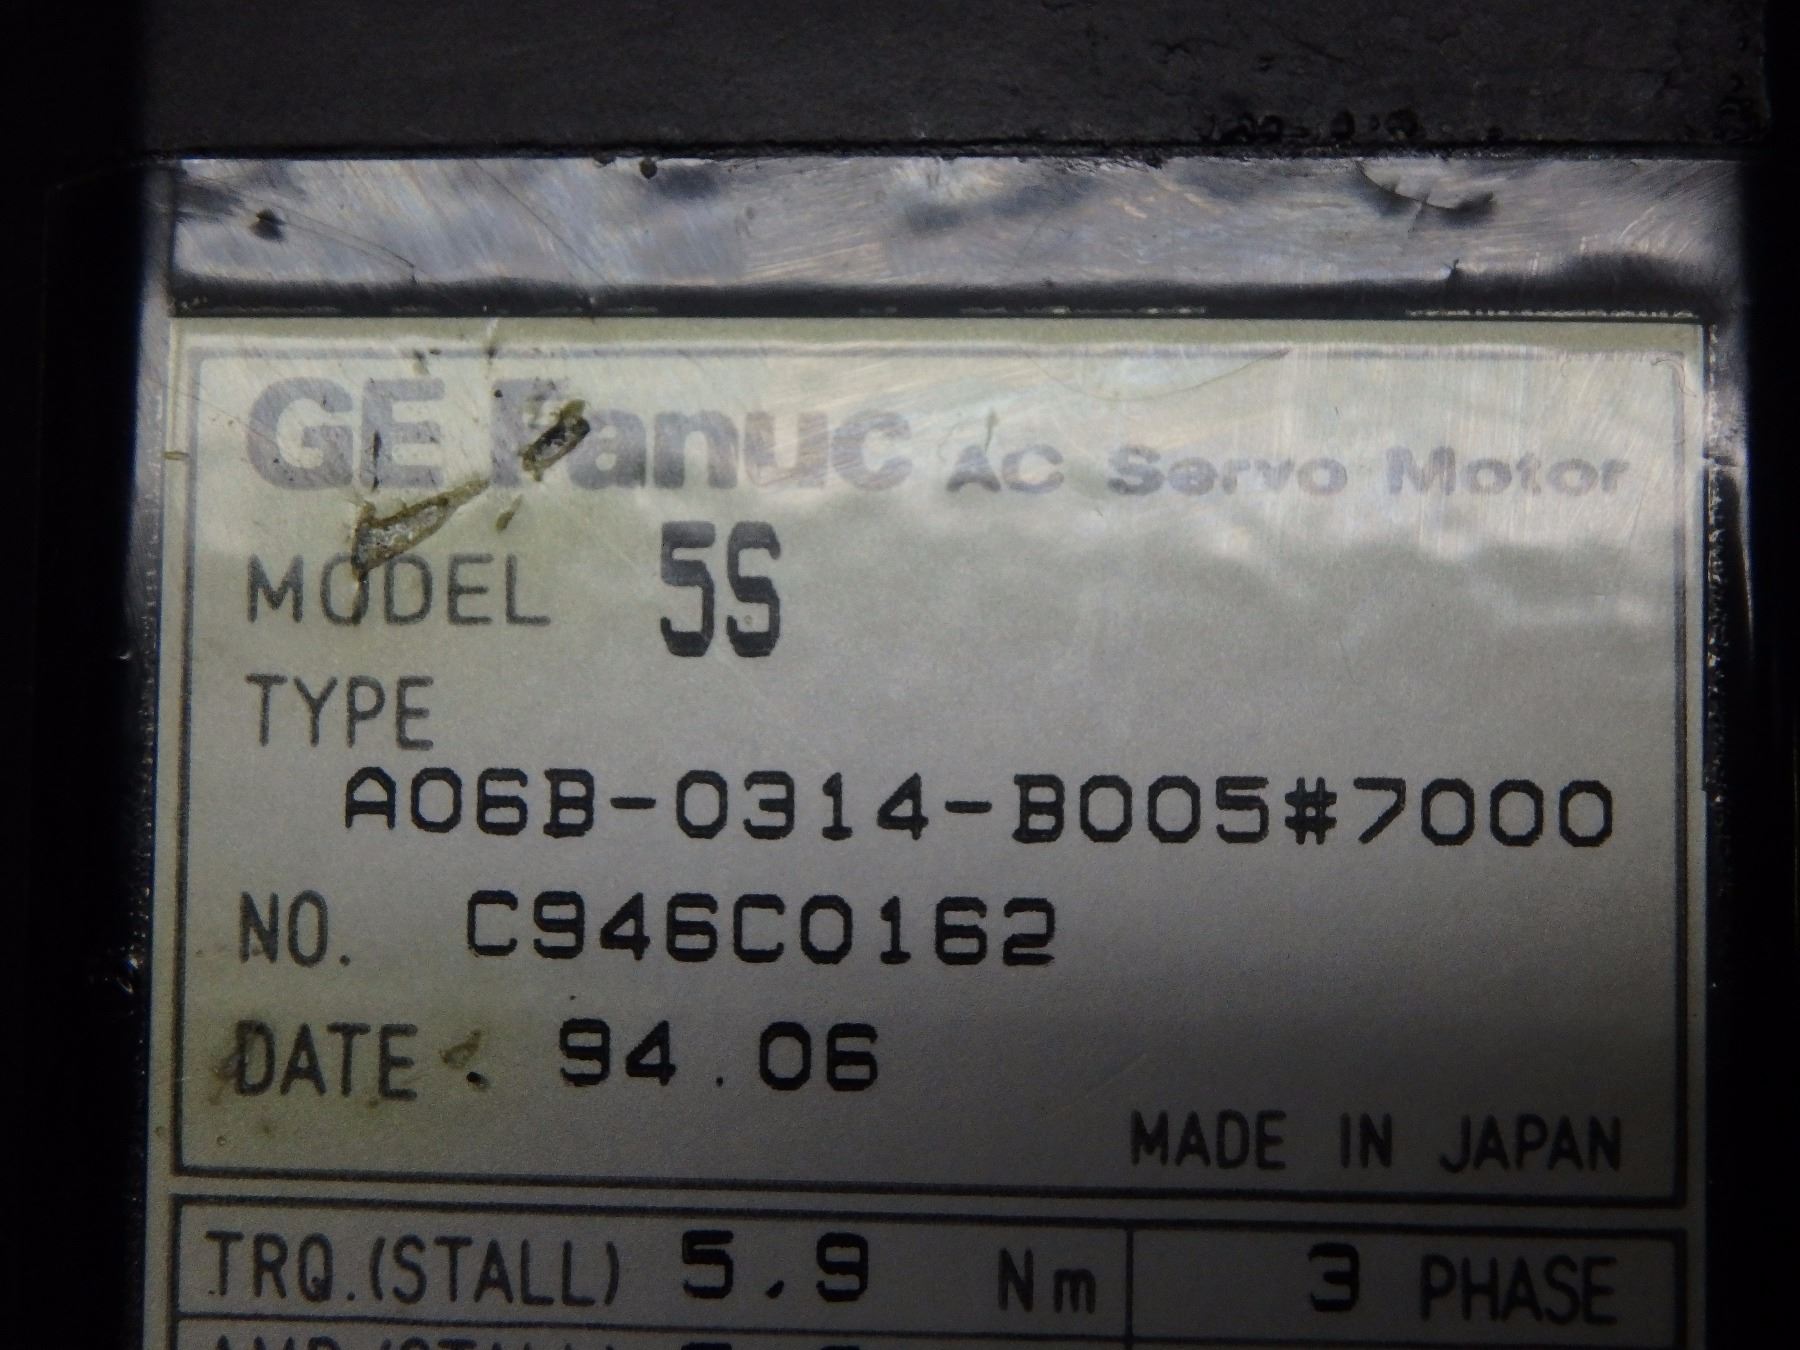 GE Fanuc AC Servo Motor
MODEL 5S
TYPE
A06B-0314-B005#7000
NO. C946C0162
DATE . 94.06
MADE IN JAPAN
TRQ.(STALL) 5.9 Nm 3 PHASE